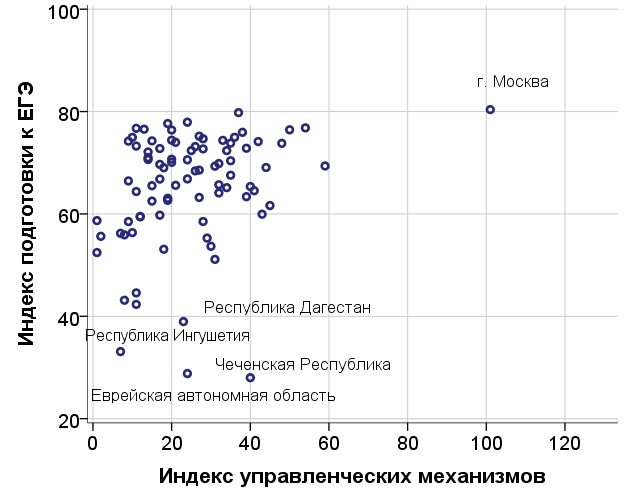 Индекс подготовки к ЕГЭ
100
80
60
40
20
г. Москва
Республика Дагестан
Республика Ингушетия
Чеченская Республика
Еврейская автономная область
0 20 40 60 80 100 120
Индекс управленческих механизмов